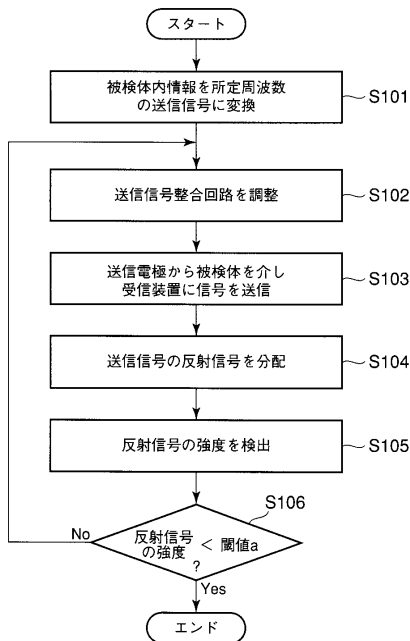 スタート
被検体内情報を所定周波数
の送信信号に変換
S101
送信信号整合回路を調整
S102
送信電極から被検体を介し
受信装置に信号を送信
S103
送信信号の反射信号を分配
S104
反射信号の強度を検出
S105
S106
反射信号
の強度 < 閾値a
?
No
Yes
エンド